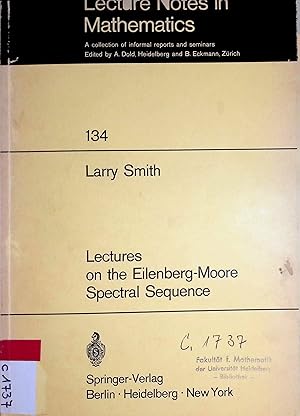 Lecture Notes in
Mathematics
A collection of informal reports and seminars
Edited by A. Dold, Heidelberg and B. Eckmann, Zürich
134
Larry Smith
Lectures
on the Eilenberg-Moore
Spectral Sequence
C, 1737
Fakultät f. Mathematik
der Universität Heidelberg
- Bibliothek -
C 1737
Springer-Verlag
Berlin · Heidelberg · New York